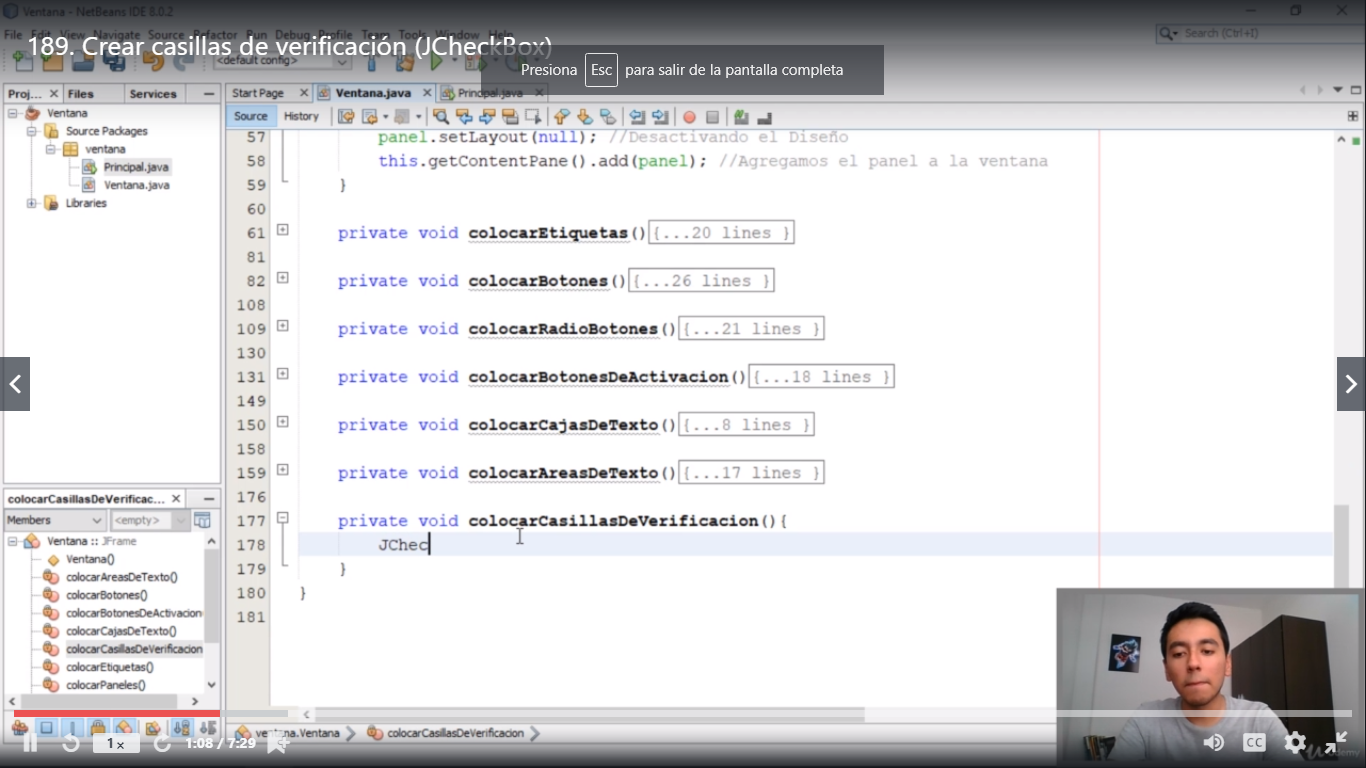 Ventana - NetBeans IDE 8.0.2
File Edit View Navigate Source Refactor Run Debug Profile Team Tools Window Help
Search (Ctrl+I)
189. Crear casillas de verificación (JCheckBox)
<default config>
Presiona Esc para salir de la pantalla completa
Proj... Files Services
Start Page Ventana.java Principal.java
Source History
Ventana
Source Packages
ventana
Principal.java
Ventana.java
Libraries
57 panel.setLayout(null); //Desactivando el Diseño
58 this.getContentPane().add(panel); //Agregamos el panel a la ventana
59 }
60
61 private void colocarEtiquetas(){...20 lines }
81
82 private void colocarBotones(){...26 lines }
108
109 private void colocarRadioBotones(){...21 lines }
130
131 private void colocarBotonesDeActivacion(){...18 lines }
149
150 private void colocarCajasDeTexto(){...8 lines }
158
159 private void colocarAreasDeTexto(){...17 lines }
176
177 private void colocarCasillasDeVerificacion(){
178 JChec
179 }
180 }
181
colocarCasillasDeVerificac...
Members <empty>
Ventana :: JFrame
Ventana()
colocarAreasDeTexto()
colocarBotones()
colocarBotonesDeActivacion
colocarCajasDeTexto()
colocarCasillasDeVerificacion
colocarEtiquetas()
colocarPaneles()
ventana.Ventana colocarCasillasDeVerificacion
1x 1:08 / 7:29
CC